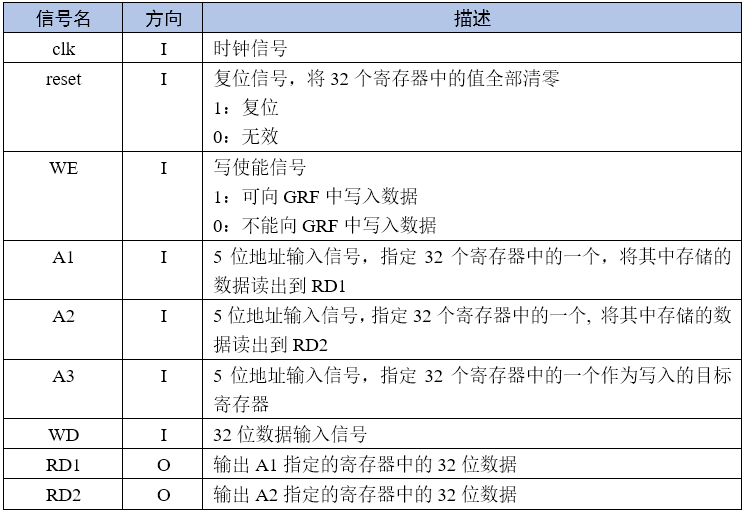 信号名 方向 描述
clk I 时钟信号
reset I 复位信号，将 32 个寄存器中的值全部清零
1：复位
0：无效
WE I 写使能信号
1：可向 GRF 中写入数据
0：不能向 GRF 中写入数据
A1 I 5 位地址输入信号，指定 32 个寄存器中的一个，将其中存储的
数据读出到 RD1
A2 I 5 位地址输入信号，指定 32 个寄存器中的一个, 将其中存储的数
据读出到 RD2
A3 I 5 位地址输入信号，指定 32 个寄存器中的一个作为写入的目标
寄存器
WD I 32 位数据输入信号
RD1 O 输出 A1 指定的寄存器中的 32 位数据
RD2 O 输出 A2 指定的寄存器中的 32 位数据